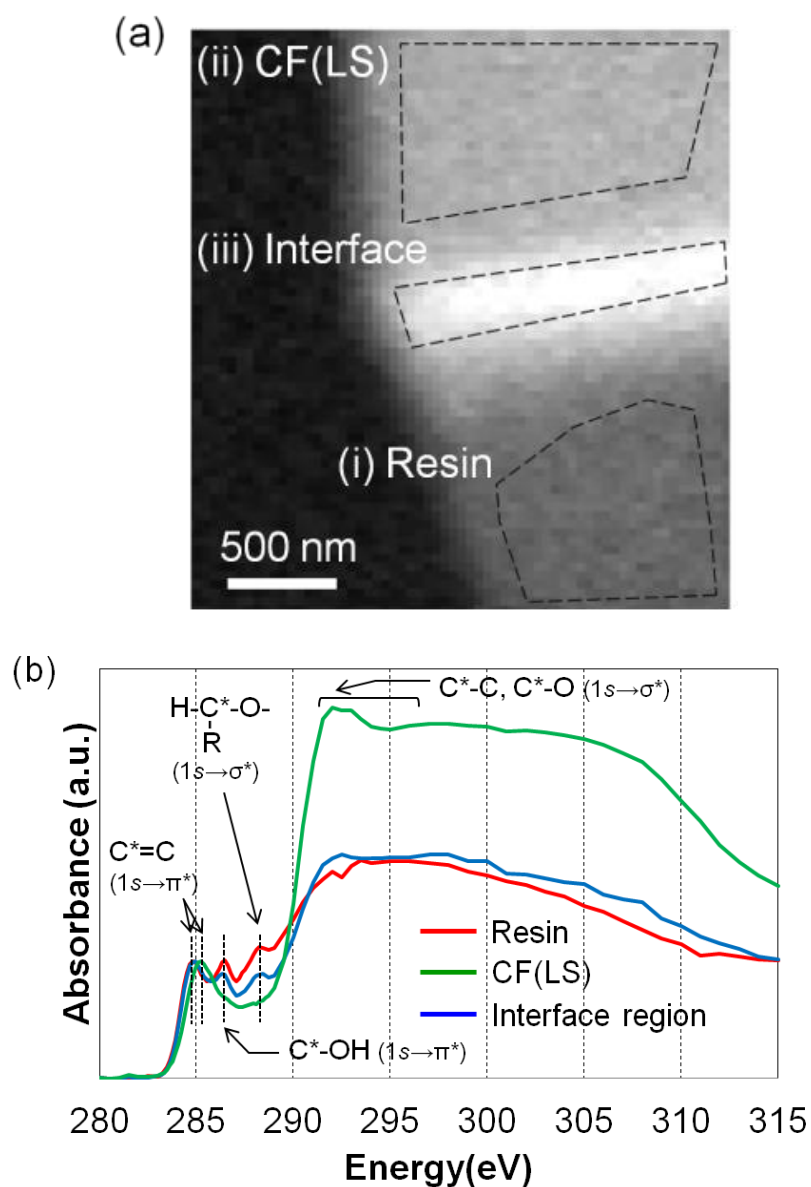 (a)
(ii) CF(LS)
(iii) Interface
(i) Resin
500 nm
(b)
C*-C, C*-O (1s→σ*)
H-C*-O-
R
(1s→σ*)
C*=C
(1s→π*)
Resin
CF(LS)
Interface region
C*-OH (1s→π*)
Absorbance (a.u.)
280 285 290 295 300 305 310 315
Energy(eV)